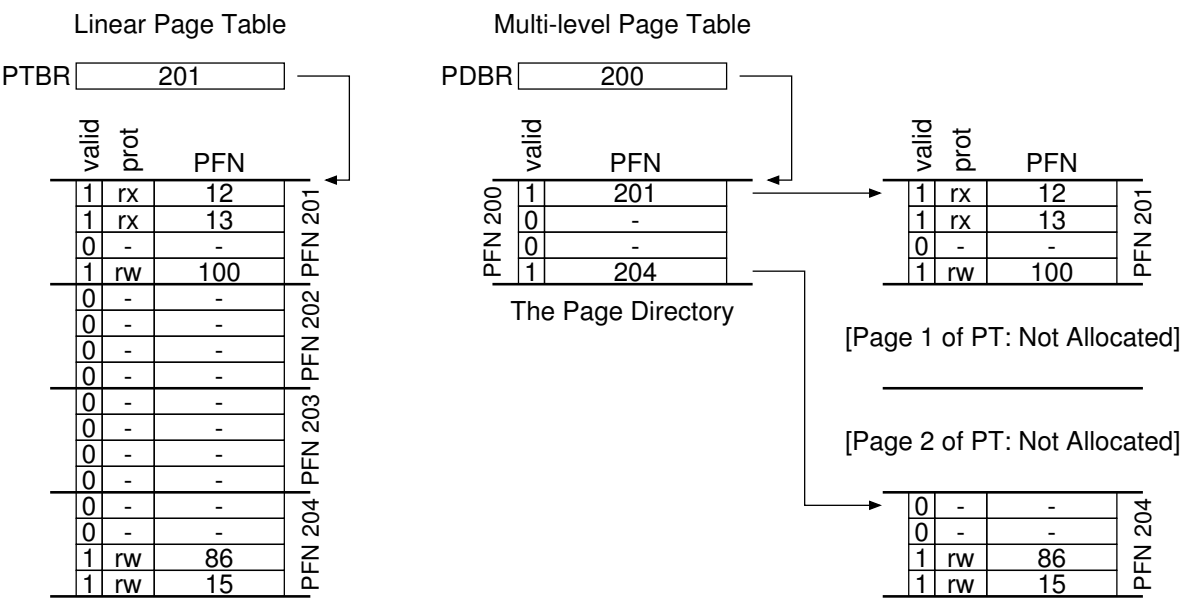 Linear Page Table
PTBR 201
valid prot PFN
1 rx 12
1 rx 13
0 - -
1 rw 100
PFN 201
0 - -
0 - -
0 - -
0 - -
PFN 202
0 - -
0 - -
0 - -
0 - -
PFN 203
0 - -
0 - -
1 rw 86
1 rw 15
PFN 204
Multi-level Page Table
PDBR 200
valid PFN
PFN 200
1 201
0 -
0 -
1 204
The Page Directory
valid prot PFN
1 rx 12
1 rx 13
0 - -
1 rw 100
PFN 201
[Page 1 of PT: Not Allocated]
[Page 2 of PT: Not Allocated]
0 - -
0 - -
1 rw 86
1 rw 15
PFN 204